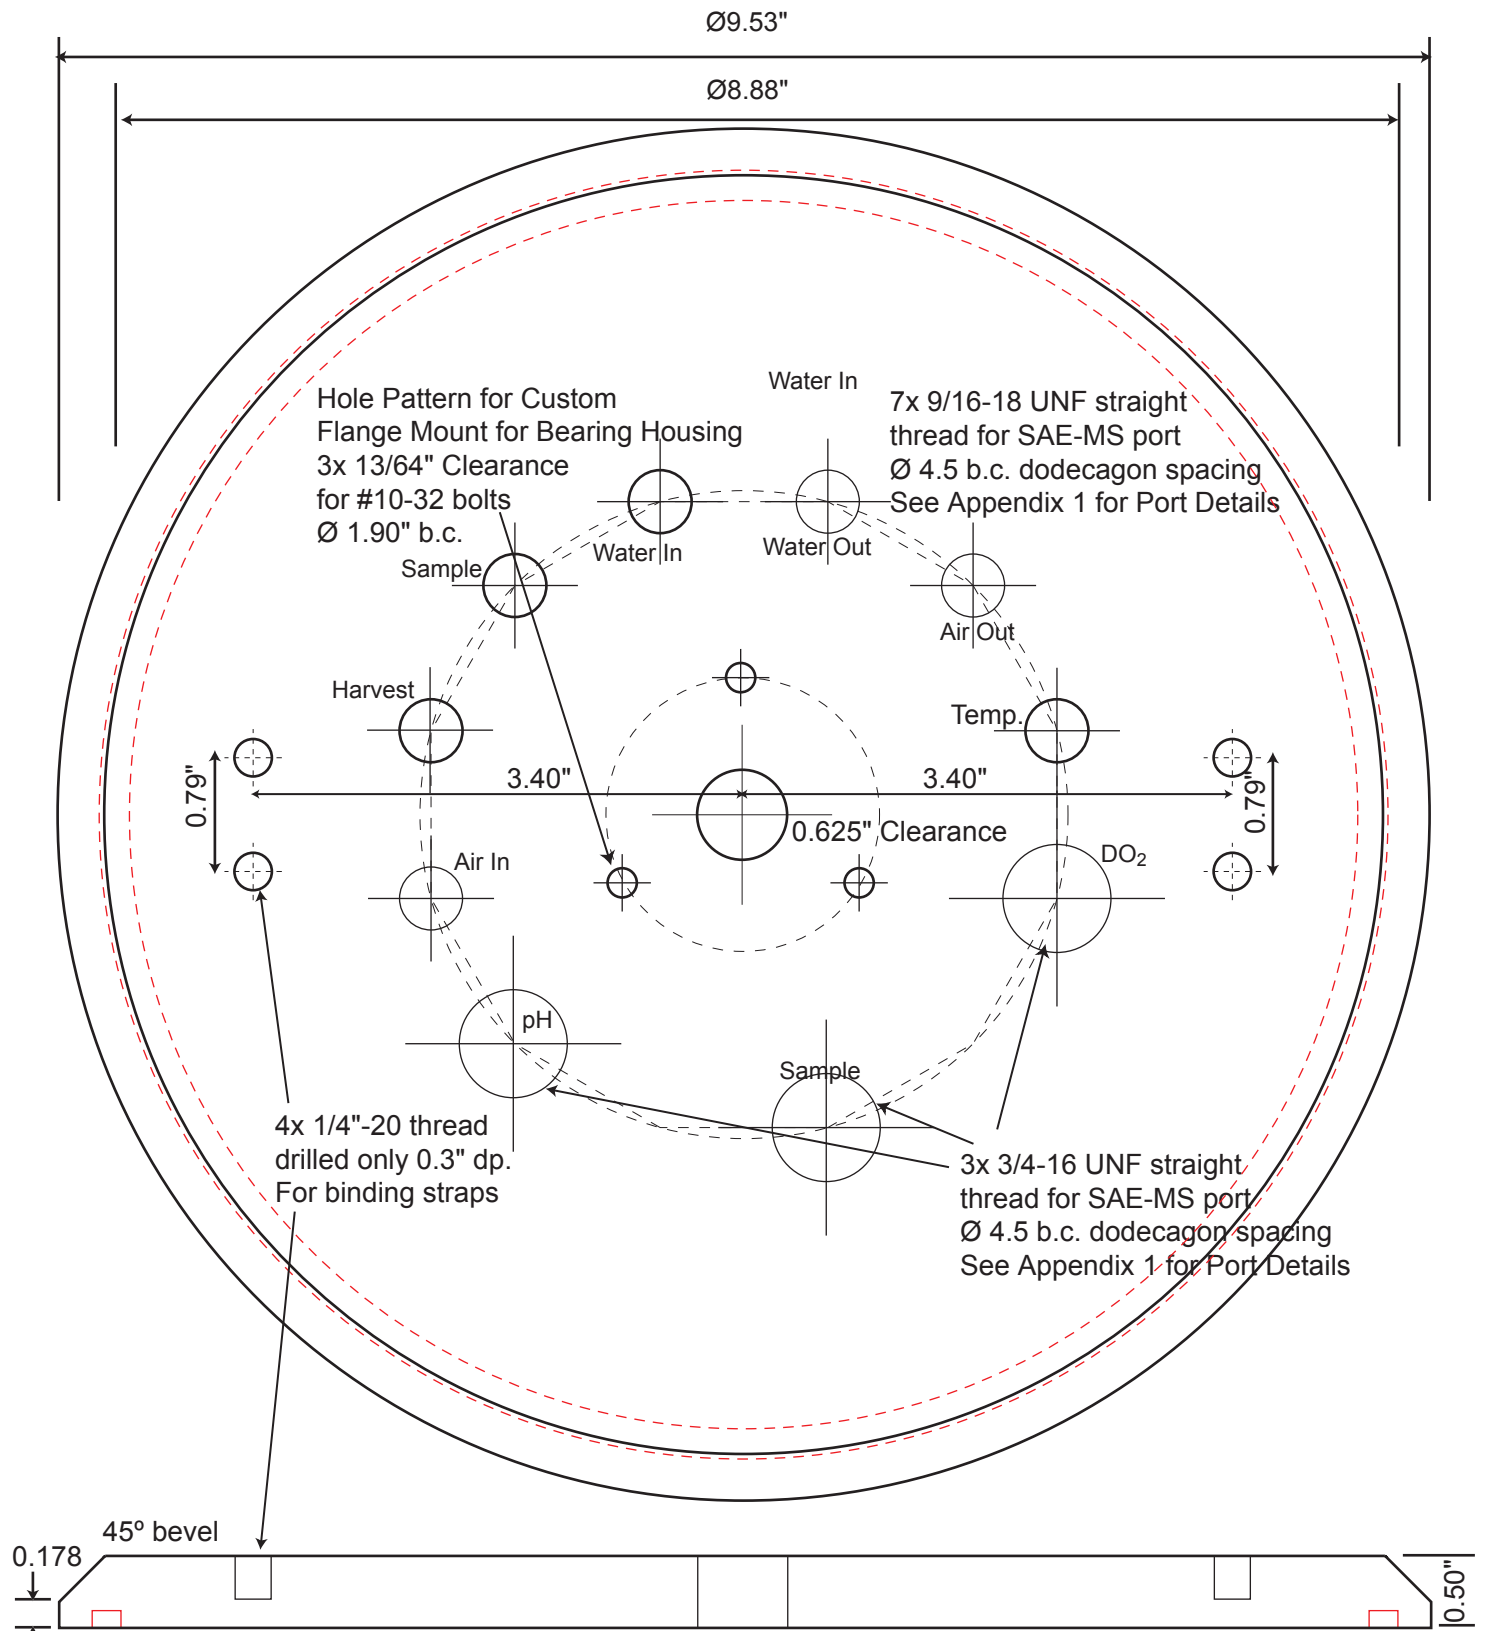 Ø9.53"
Ø8.88"
Water In
Hole Pattern for Custom
Flange Mount for Bearing Housing
3x 13/64" Clearance
for #10-32 bolts
Ø 1.90" b.c.
7x 9/16-18 UNF straight
thread for SAE-MS port
Ø 4.5 b.c. dodecagon spacing
See Appendix 1 for Port Details
Water In
Water Out
Sample
Air Out
Harvest
Temp.
0.79"
3.40"
3.40"
0.79"
0.625" Clearance
Air In
DO₂
pH
Sample
4x 1/4"-20 thread
drilled only 0.3" dp.
For binding straps
3x 3/4-16 UNF straight
thread for SAE-MS port
Ø 4.5 b.c. dodecagon spacing
See Appendix 1 for Port Details
45º bevel
0.178
0.50"